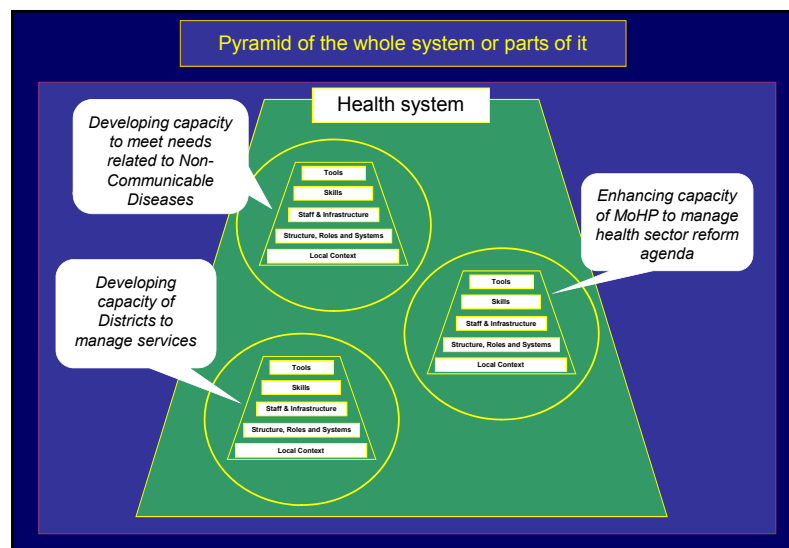 Pyramid of the whole system or parts of it
Health system
Developing capacity
to meet needs
related to Non-
Communicable
Diseases
Tools
Skills
Staff & Infrastructure
Structure, Roles and Systems
Local Context
Enhancing capacity
of MoHP to manage
health sector reform
agenda
Tools
Skills
Staff & Infrastructure
Structure, Roles and Systems
Local Context
Developing
capacity of
Districts to
manage services
Tools
Skills
Staff & Infrastructure
Structure, Roles and Systems
Local Context